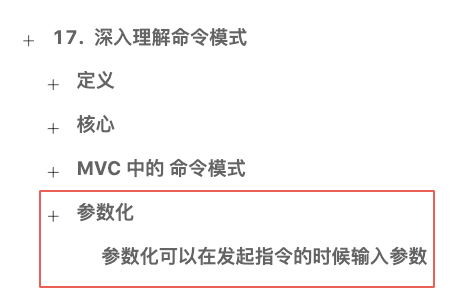 + 17. 深入理解命令模式
+ 定义
+ 核心
+ MVC 中的 命令模式
+ 参数化
参数化可以在发起指令的时候输入参数